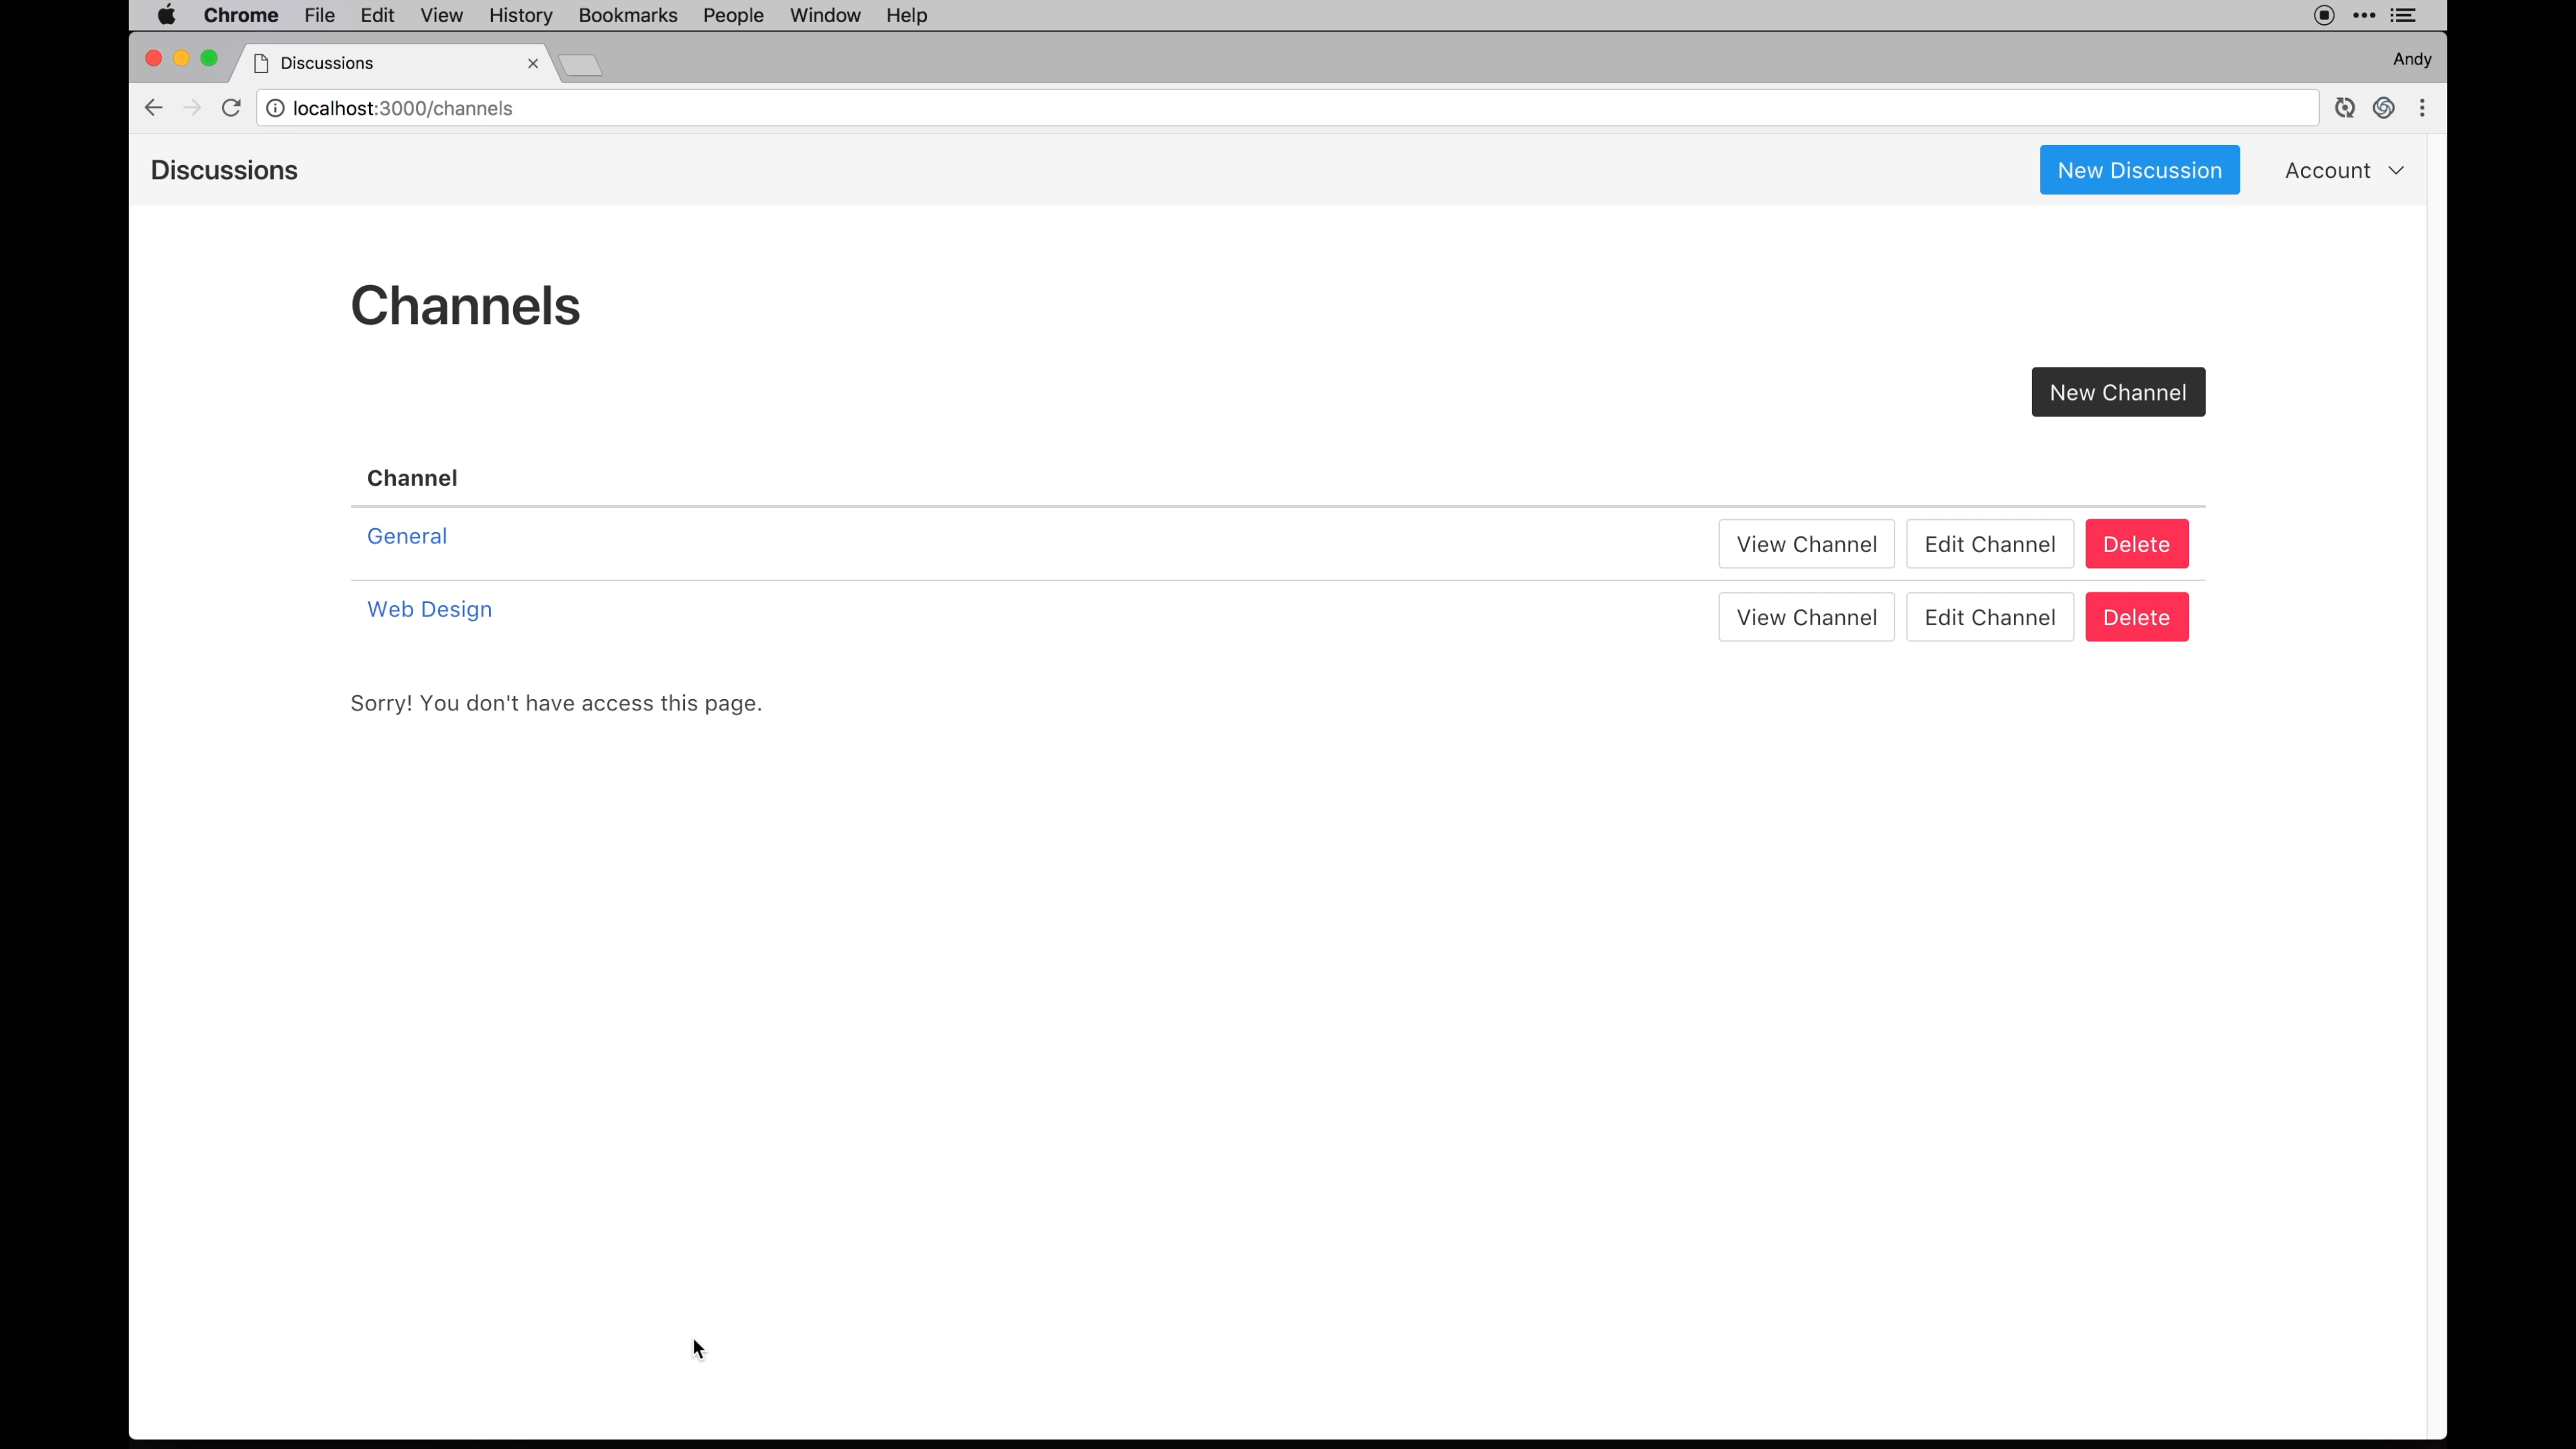 Chrome File Edit View History Bookmarks People Window Help
Discussions
Andy
localhost:3000/channels
Discussions
New Discussion
Account
Channels
New Channel
Channel
General View Channel Edit Channel Delete
Web Design View Channel Edit Channel Delete
Sorry! You don't have access this page.